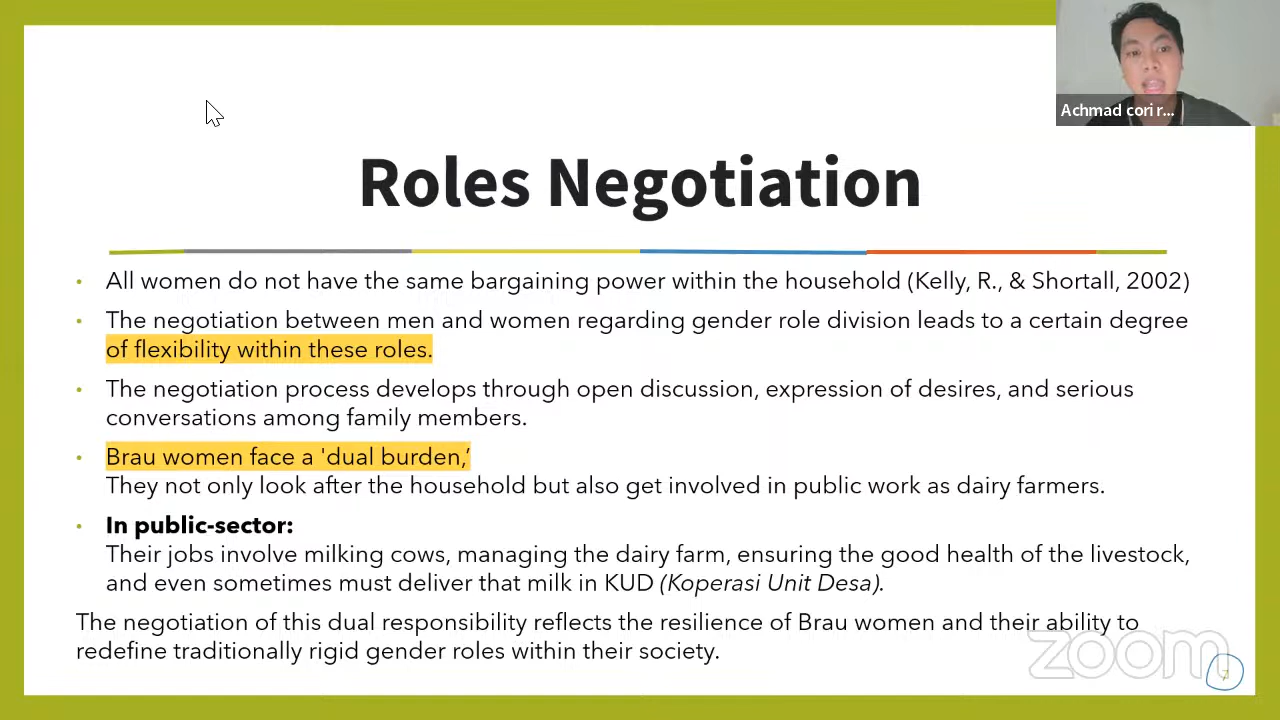 Achmad cori r...
Roles Negotiation
• All women do not have the same bargaining power within the household (Kelly, R., & Shortall, 2002)
• The negotiation between men and women regarding gender role division leads to a certain degree
of flexibility within these roles.
• The negotiation process develops through open discussion, expression of desires, and serious
conversations among family members.
• Brau women face a 'dual burden,’
They not only look after the household but also get involved in public work as dairy farmers.
• In public-sector:
Their jobs involve milking cows, managing the dairy farm, ensuring the good health of the livestock,
and even sometimes must deliver that milk in KUD (Koperasi Unit Desa).
The negotiation of this dual responsibility reflects the resilience of Brau women and their ability to
redefine traditionally rigid gender roles within their society.
zoom
7